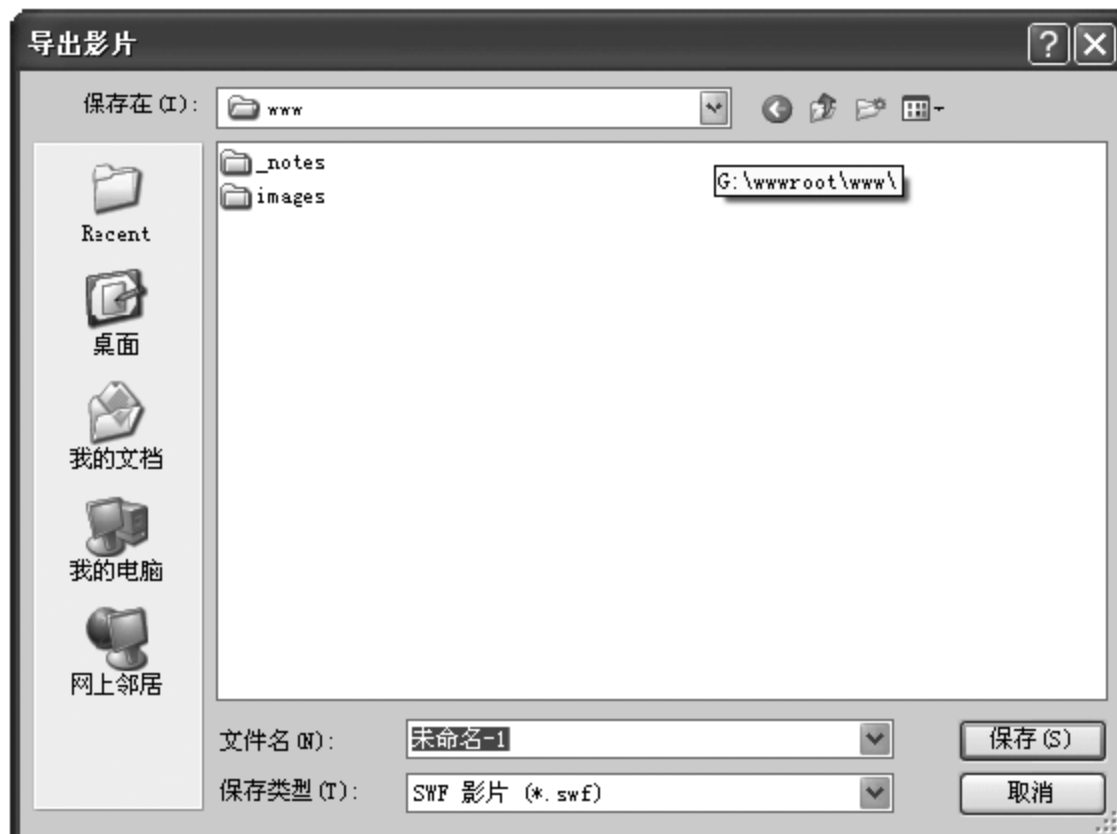 导出影片
保存在(I):
www
_notes
images
G:\wwwroot\www\
Recent
桌面
我的文档
我的电脑
网上邻居
文件名(N):
未命名-1
保存(S)
保存类型(T):
SWF 影片 (*.swf)
取消